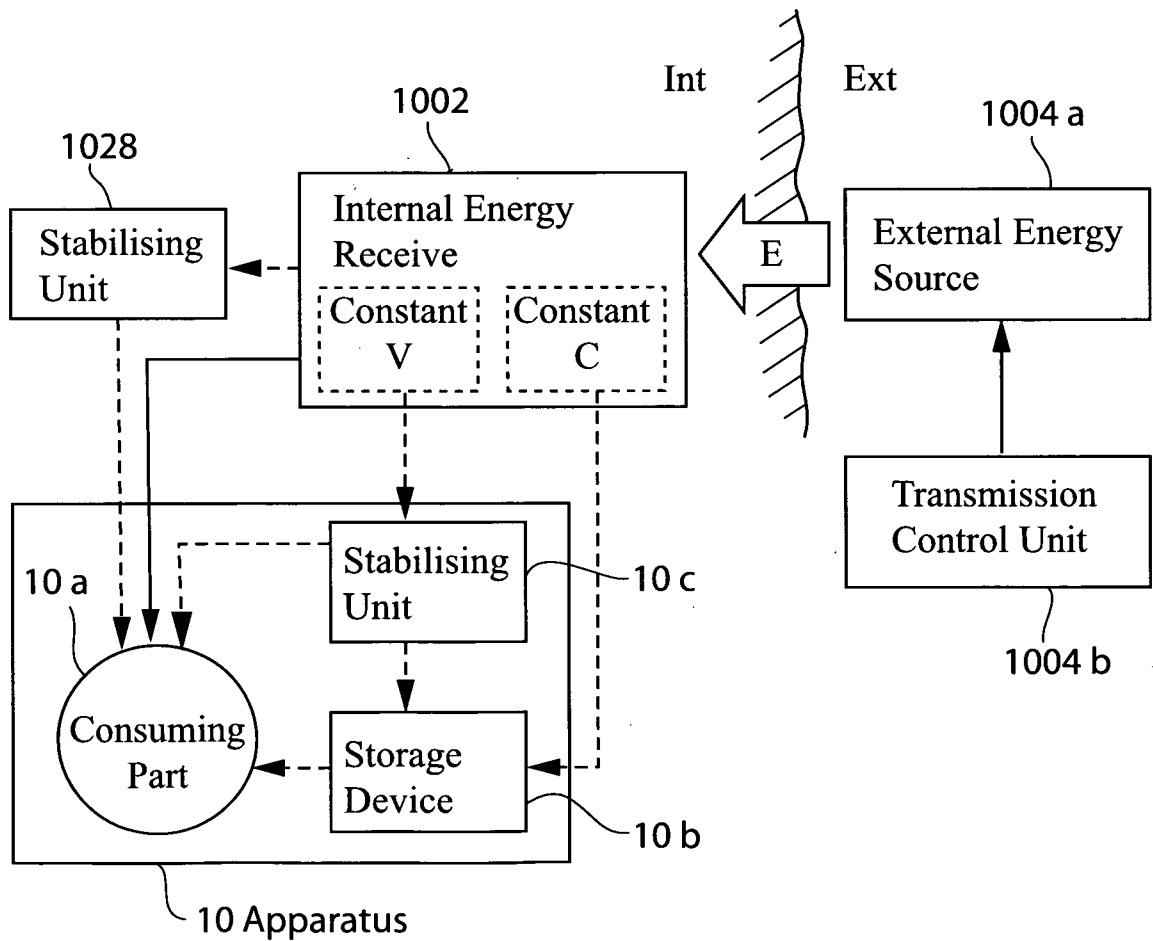 Int
Ext
1002
1004 a
1028
Internal Energy
Receive
Stabilising
Unit
E
External Energy
Source
Constant
V
Constant
C
Transmission
Control Unit
Stabilising
Unit
10 a
10 c
1004 b
Consuming
Part
Storage
Device
10 b
10 Apparatus